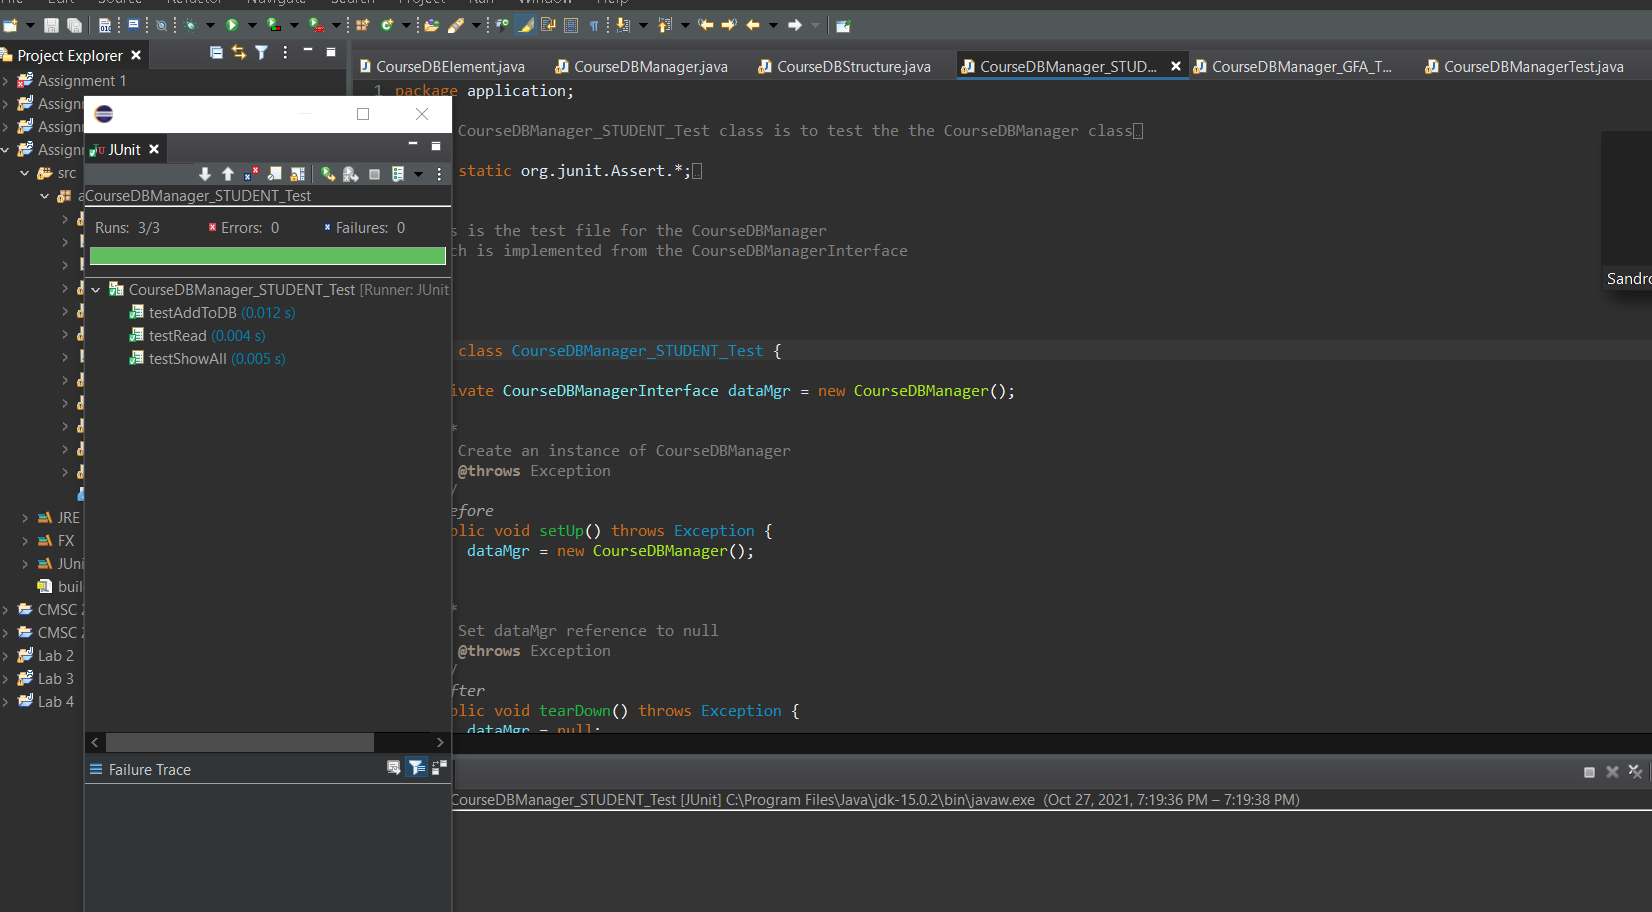 Project Explorer
Assignment 1
JUnit
CourseDBManager_STUDENT_Test
Runs: 3/3 Errors: 0 Failures: 0
CourseDBManager_STUDENT_Test [Runner: JUnit
testAddToDB (0.012 s)
testRead (0.004 s)
testShowAll (0.005 s)
Failure Trace
src
JRE
FX
JUni
buil
CMSC
CMSC
Lab 2
Lab 3
Lab 4
CourseDBElement.java CourseDBManager.java CourseDBStructure.java CourseDBManager_STUD... CourseDBManager_GFA_T... CourseDBManagerTest.java
1 package application;
CourseDBManager_STUDENT_Test class is to test the the CourseDBManager class
static org.junit.Assert.*;
s is the test file for the CourseDBManager
ch is implemented from the CourseDBManagerInterface
class CourseDBManager_STUDENT_Test {
ivate CourseDBManagerInterface dataMgr = new CourseDBManager();
*
Create an instance of CourseDBManager
@throws Exception
/
efore
blic void setUp() throws Exception {
dataMgr = new CourseDBManager();
*
Set dataMgr reference to null
@throws Exception
/
fter
blic void tearDown() throws Exception {
dataMgr = null;
CourseDBManager_STUDENT_Test [JUnit] C:\Program Files\Java\jdk-15.0.2\bin\javaw.exe (Oct 27, 2021, 7:19:36 PM – 7:19:38 PM)
Sandro